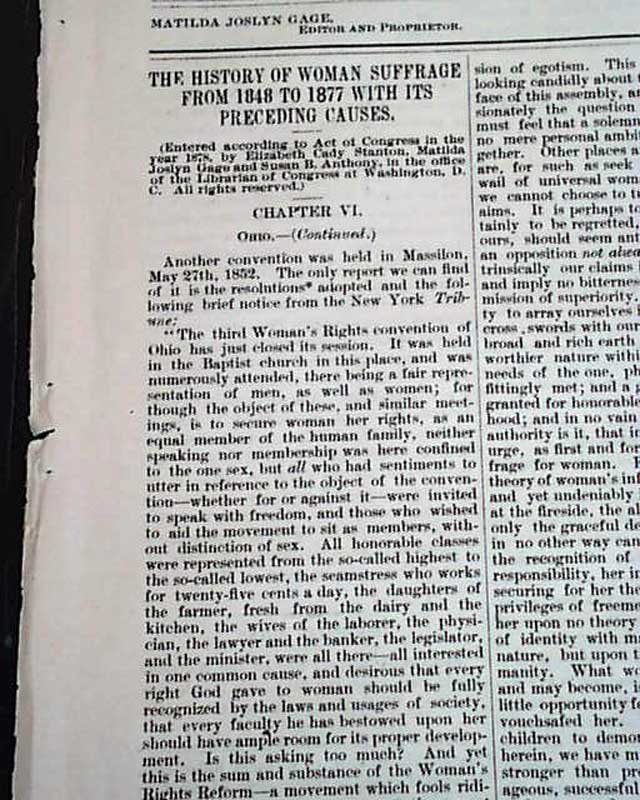 MATILDA JOSLYN GAGE,
EDITOR AND PROPRIETOR.
THE HISTORY OF WOMAN SUFFRAGE
FROM 1848 TO 1877 WITH ITS
PRECEDING CAUSES.
(Entered according to Act of Congress in the
year 1878, by Elizabeth Cady Stanton, Matilda
Joslyn Gage and Susan B. Anthony, in the office
of the Librarian of Congress at Washington, D.
C. All rights reserved.)
CHAPTER VI.
OHIO.—(Continued.)
Another convention was held in Massilon,
May 27th, 1852. The only report we can find
of it is the resolutions* adopted and the fol-
lowing brief notice from the New York Trib-
une:
"The third Woman's Rights convention of
Ohio has just closed its session. It was held
in the Baptist church in this place, and was
numerously attended, there being a fair repre-
sentation of men, as well as women; for
though the object of these, and similar meet-
ings, is to secure woman her rights, as an
equal member of the human family, neither
speaking nor membership was here confined
to the one sex, but all who had sentiments to
utter in reference to the object of the conven-
tion—whether for or against it—were invited
to speak with freedom, and those who wished
to aid the movement to sit as members, with-
out distinction of sex. All honorable classes
were represented from the so-called highest to
the so-called lowest, the seamstress who works
for twenty-five cents a day, the daughters of
the farmer, fresh from the dairy and the
kitchen, the wives of the laborer, the physi-
cian, the lawyer and the banker, the legislator,
and the minister, were all there—all interested
in one common cause, and desirous that every
right God gave to woman should be fully
recognized by the laws and usages of society,
that every faculty he has bestowed upon her
should have ample room for its proper develop-
ment. Is this asking too much? And yet
this is the sum and substance of the Woman's
Rights Reform—a movement which fools ridi-
sion of egotism. This
looking candidly about
face of this assembly, an
sionately the question
must feel that a solemn
no mere personal ambit
gether. Other places a
are, for such as seek
wail of universal woma
we cannot choose to tu
aims. It is perhaps to
tainly to be regretted,
ours, should seem ant
an opposition not alrea
trinsically our claims
and imply no bitternes
mission of superiority.
ty to array ourselves i
cross swords with our
broad and rich earth
worthier nature with
needs of the one, ph
fittingly met; and a g
granted for honorable
hood; and in no vain
authority is it, that i
urge, as first and for
frage for woman.
theory of woman's inf
and yet undeniably
at the fireside, the al
only the graceful de
in no other way can
the recognition of
responsibility, her in
securing for her the
privileges of freeme
her upon no theory
of identity with m
nature, but upon t
manity. What wo
and may become, i
little opportunity fo
vouchsafed her.
children to demo
herein, we have m
stronger than pre
ageous, successfu